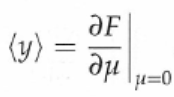 ⟨y⟩ = ∂F/∂μ |μ=0